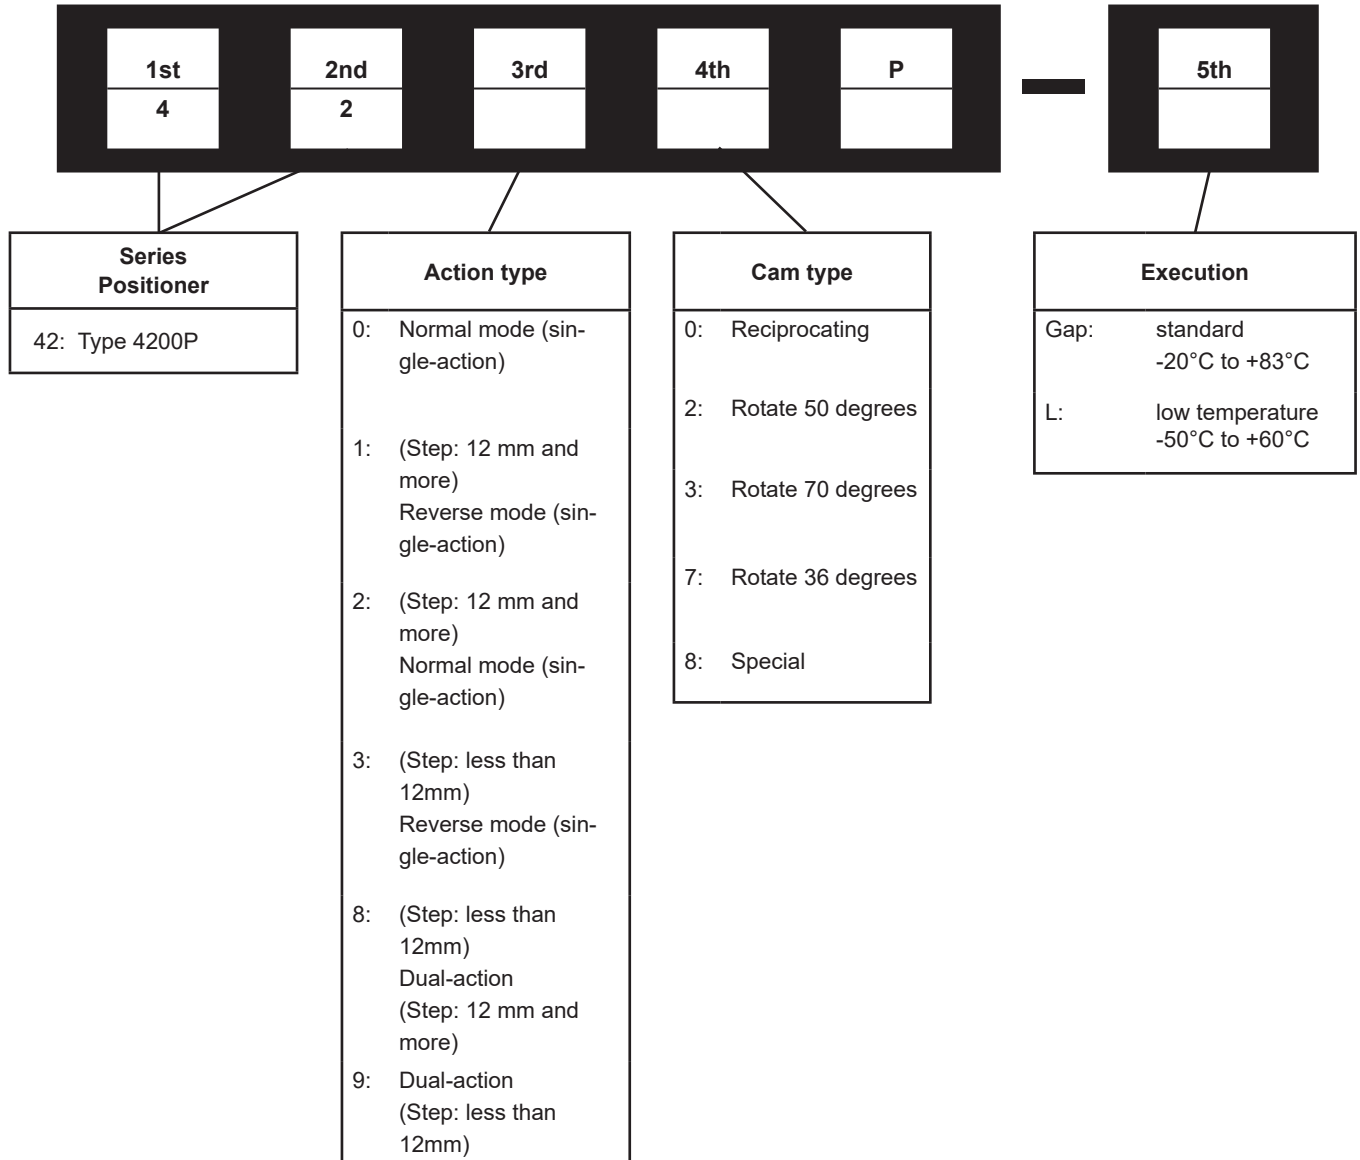 1st 2nd 3rd 4th P 5th
4 2
Series
Positioner
42: Type 4200P
Action type
0: Normal mode (sin-
gle-action)
1: (Step: 12 mm and
more)
Reverse mode (sin-
gle-action)
2: (Step: 12 mm and
more)
Normal mode (sin-
gle-action)
3: (Step: less than
12mm)
Reverse mode (sin-
gle-action)
8: (Step: less than
12mm)
Dual-action
(Step: 12 mm and
more)
9: Dual-action
(Step: less than
12mm)
Cam type
0: Reciprocating
2: Rotate 50 degrees
3: Rotate 70 degrees
7: Rotate 36 degrees
8: Special
Execution
Gap: standard
-20°C to +83°C
L: low temperature
-50°C to +60°C